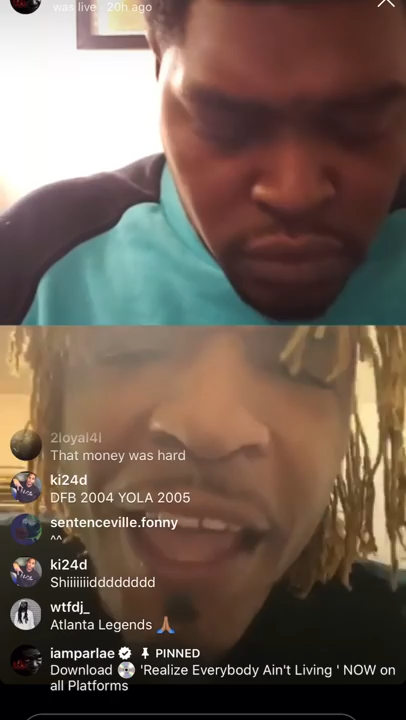 was live · 20h ago
2loyal4l
That money was hard
ki24d
DFB 2004 YOLA 2005
sentenceville.fonny
^^
ki24d
Shiiiiiidddddddd
wtfdj_
Atlanta Legends 🙏🏽
iamparlae PINNED
Download 💿 'Realize Everybody Ain't Living ' NOW on
all Platforms